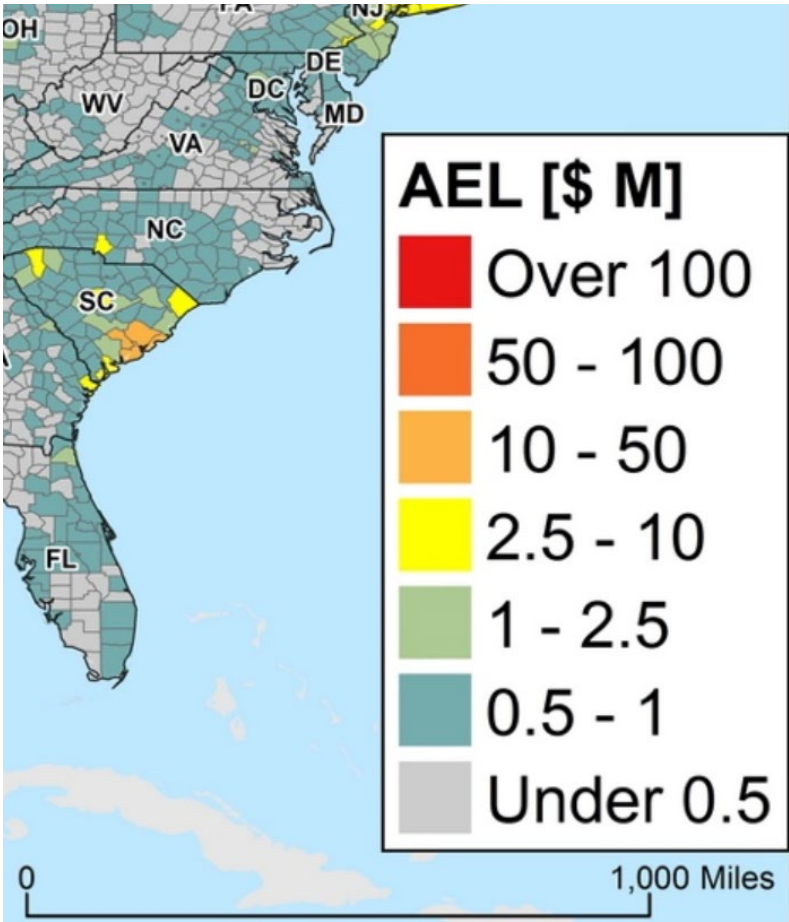 PA
NJ
OH
DE
DC
WV
MD
VA
NC
SC
FL
AEL [$ M]
Over 100
50 - 100
10 - 50
2.5 - 10
1 - 2.5
0.5 - 1
Under 0.5
0
1,000 Miles